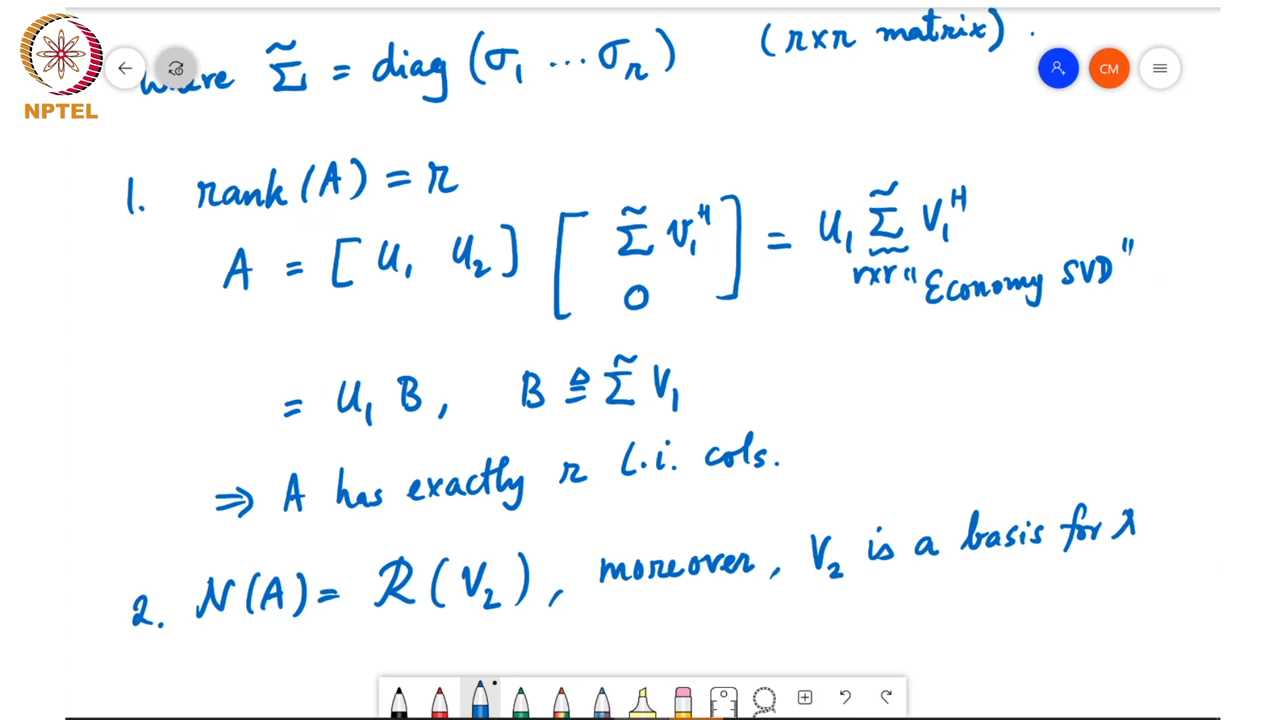 where Σ̃ = diag (σ₁ ... σᵣ) (r×r matrix).
NPTEL
CM
1. rank (A) = r
A = [U₁ U₂] [Σ̃ V₁ᴴ
0] = U₁ Σ̃ V₁ᴴ
r×r "Economy SVD"
= U₁ B, B ≜ Σ̃ V₁
⇒ A has exactly r l.i. cols.
2. N(A) = R(V₂), moreover, V₂ is a basis for